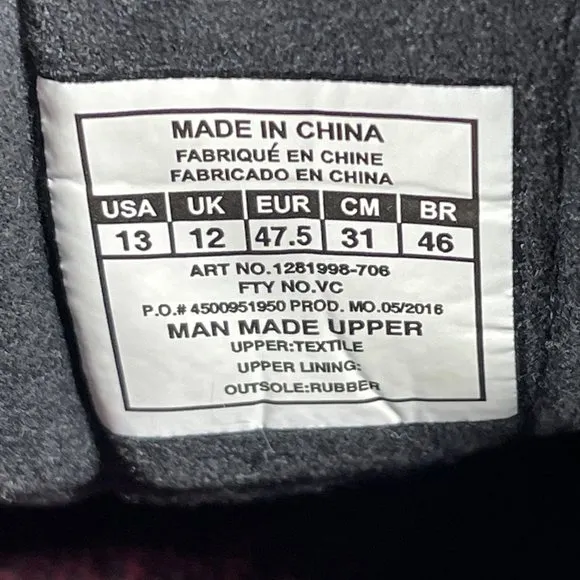 MADE IN CHINA
FABRIQUÉ EN CHINE
FABRICADO EN CHINA
USA UK EUR CM BR
13 12 47.5 31 46
ART NO.1281998-706
FTY NO.VC
P.O.# 4500951950 PROD. MO.05/2016
MAN MADE UPPER
UPPER:TEXTILE
UPPER LINING:
OUTSOLE:RUBBER